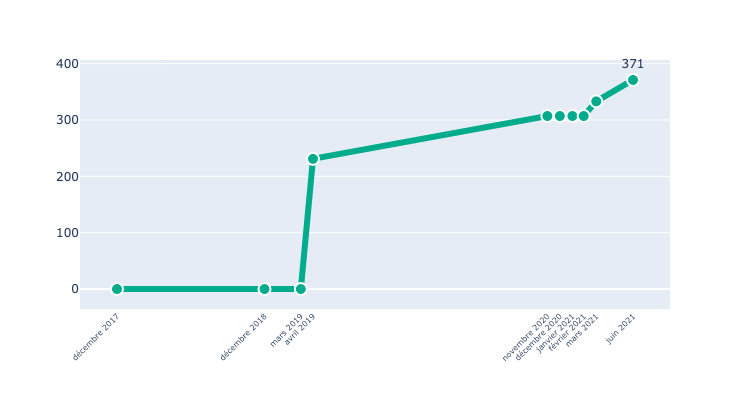 400
371
300
200
100
0
décembre 2017
décembre 2018
mars 2019
avril 2019
novembre 2020
décembre 2020
janvier 2021
février 2021
mars 2021
juin 2021